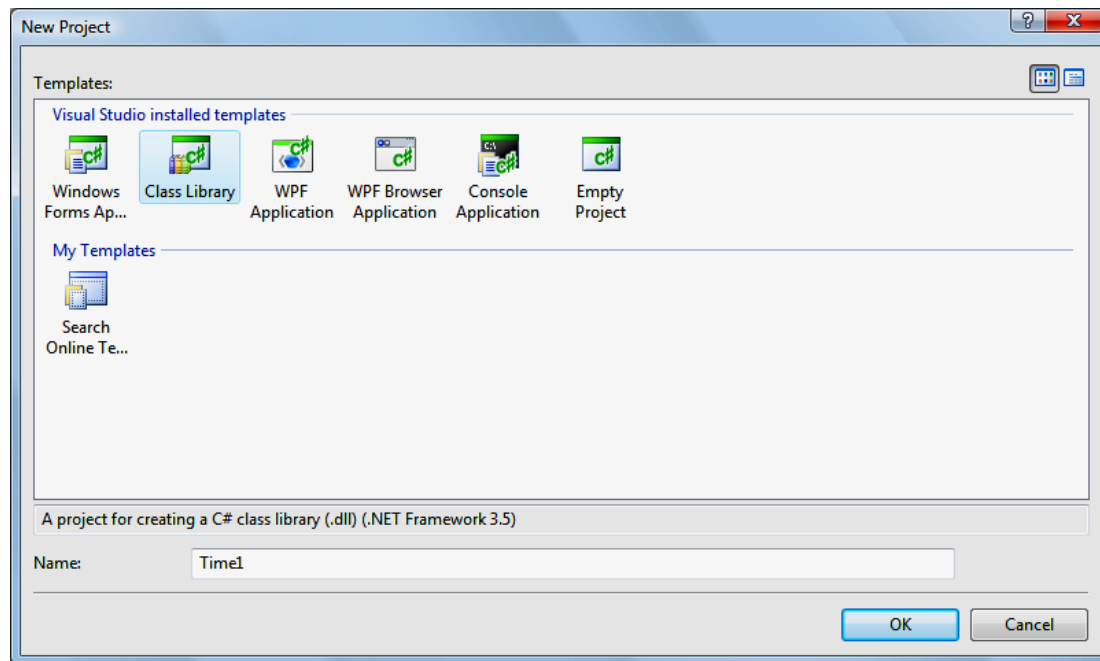 New Project
Templates:
Visual Studio installed templates
Windows Forms Ap...
Class Library
WPF Application
WPF Browser Application
Console Application
Empty Project
My Templates
Search Online Te...
A project for creating a C# class library (.dll) (.NET Framework 3.5)
Name:
Time1
OK
Cancel